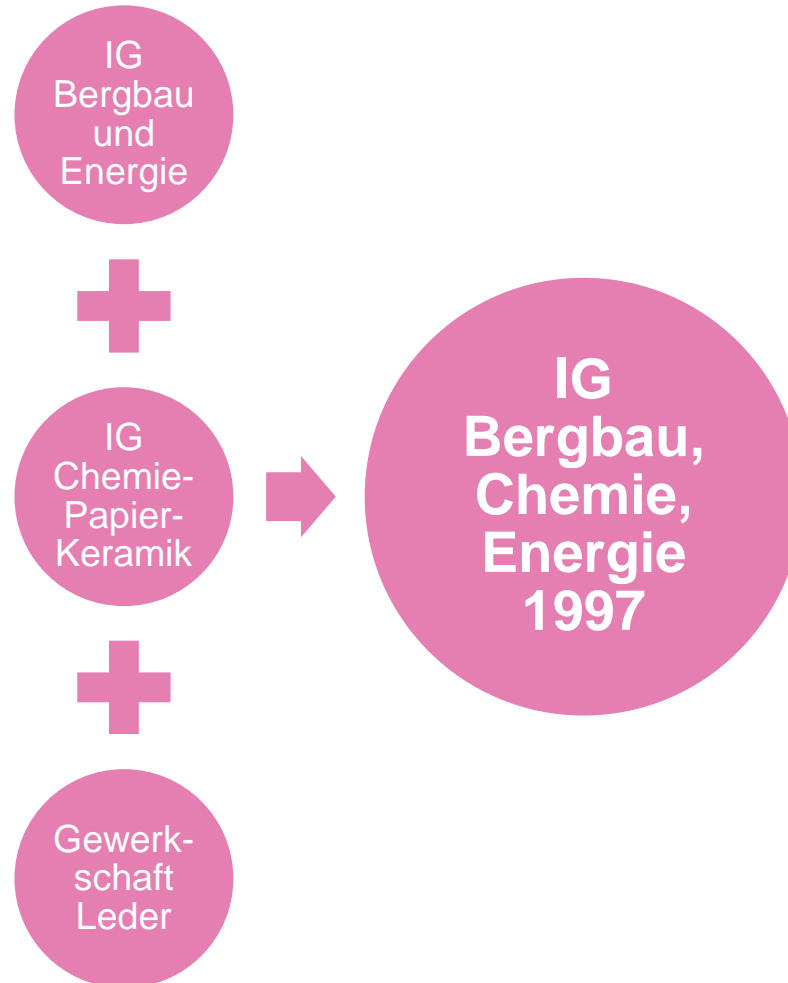 IG
Bergbau
und
Energie
IG
Chemie-
Papier-
Keramik
Gewerk-
schaft
Leder
IG
Bergbau,
Chemie,
Energie
1997